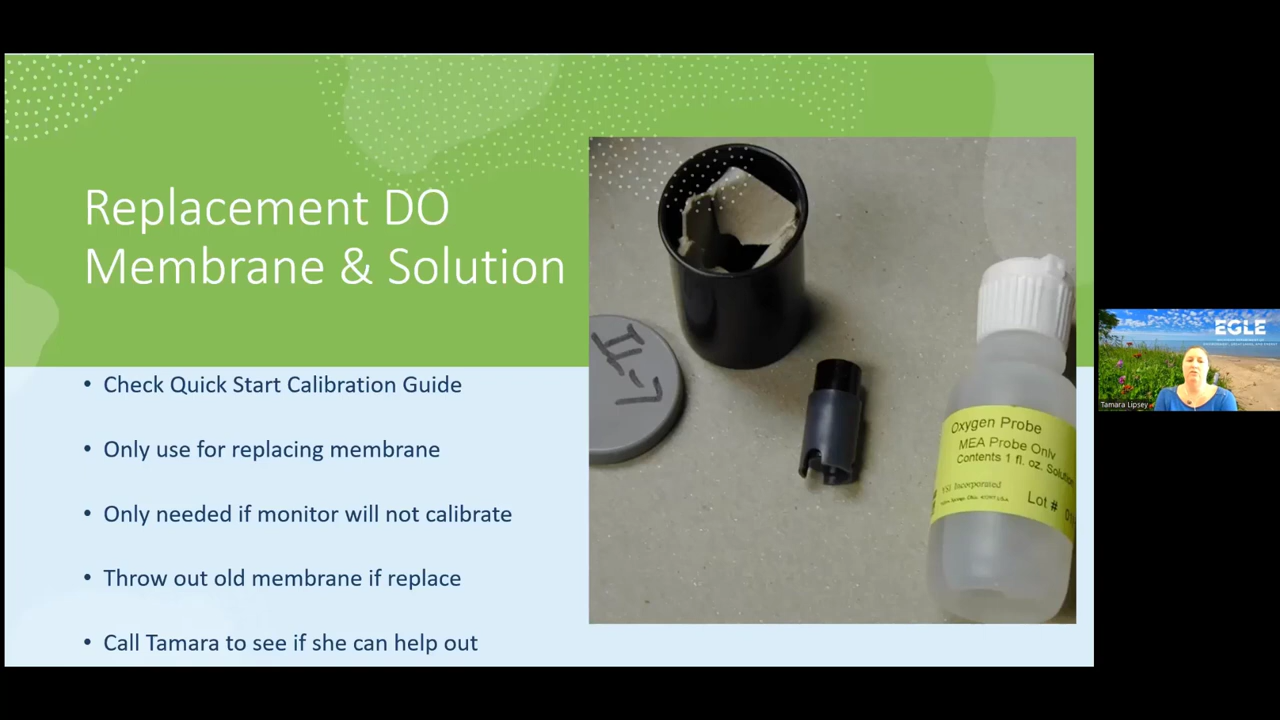 Replacement DO
Membrane & Solution
• Check Quick Start Calibration Guide
• Only use for replacing membrane
• Only needed if monitor will not calibrate
• Throw out old membrane if replace
• Call Tamara to see if she can help out
II-7
Oxygen Probe
MEA Probe Only
Contents 1 fl. oz. Solution
YSI Incorporated
Lot #
EGLE
Tamara Lipsey